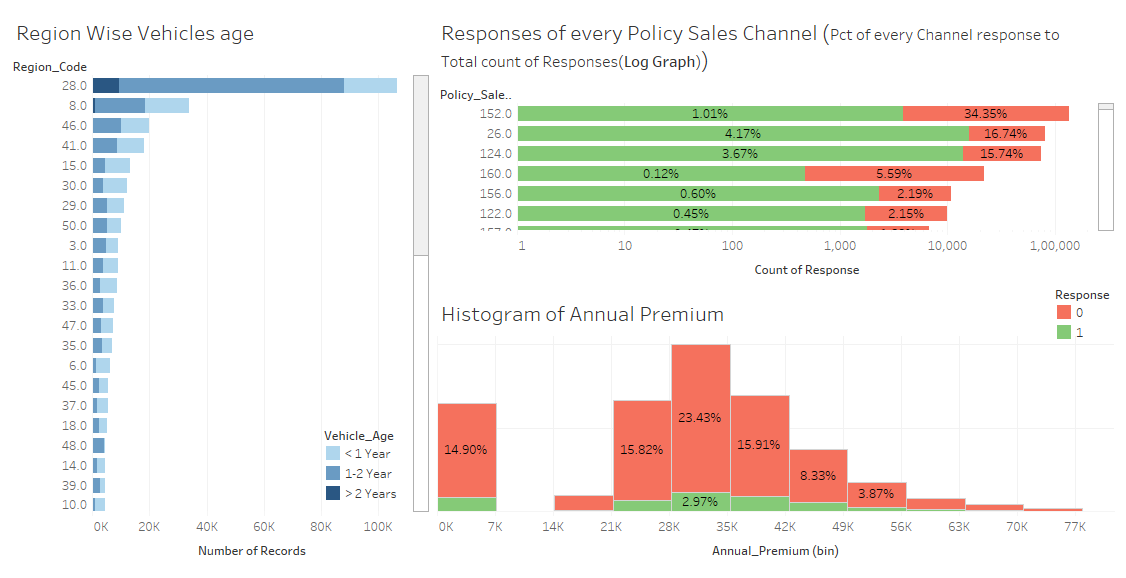 Region Wise Vehicles age
Region_Code
28.0
8.0
46.0
41.0
15.0
30.0
29.0
50.0
3.0
11.0
36.0
33.0
47.0
35.0
6.0
45.0
37.0
18.0
48.0
14.0
39.0
10.0
0K 20K 40K 60K 80K 100K
Number of Records
Vehicle_Age
< 1 Year
1-2 Year
> 2 Years
Responses of every Policy Sales Channel (Pct of every Channel response to
Total count of Responses(Log Graph))
Policy_Sale..
152.0 1.01% 34.35%
26.0 4.17% 16.74%
124.0 3.67% 15.74%
160.0 0.12% 5.59%
156.0 0.60% 2.19%
122.0 0.45% 2.15%
1 10 100 1,000 10,000 1,00,000
Count of Response
Response
0
1
Histogram of Annual Premium
14.90% 15.82% 23.43% 15.91% 8.33% 3.87%
2.97%
0K 7K 14K 21K 28K 35K 42K 49K 56K 63K 70K 77K
Annual_Premium (bin)